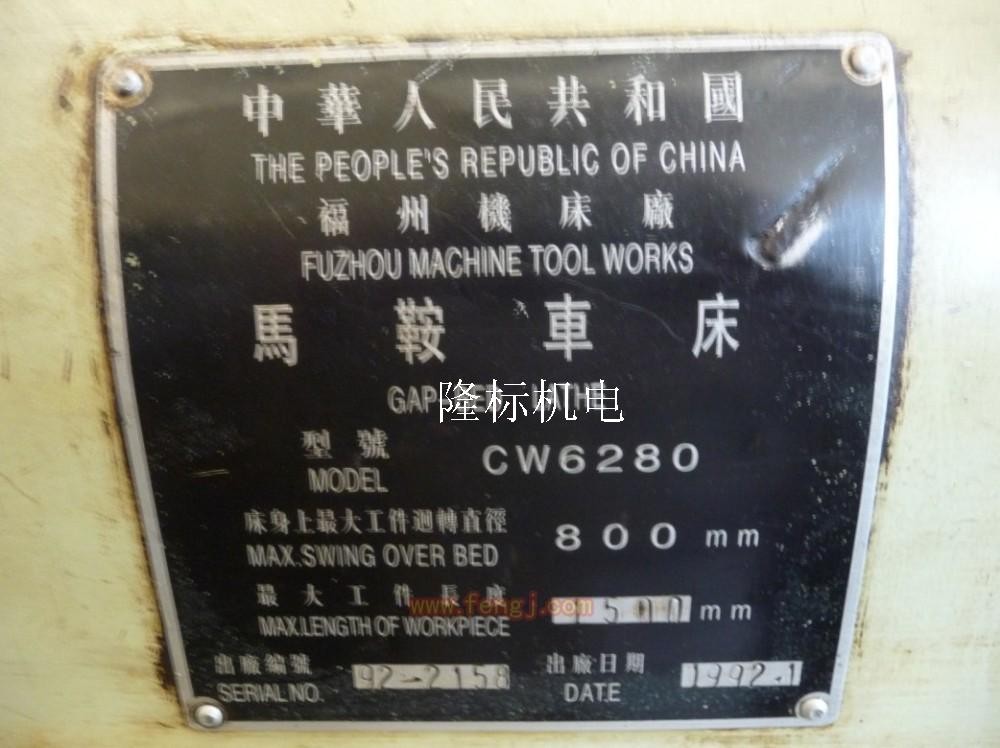 中華人民共和國
THE PEOPLE'S REPUBLIC OF CHINA
福州機床廠
FUZHOU MACHINE TOOL WORKS
馬鞍車床
隆标机电
型號 CW6280
MODEL
床身上最大工件迴轉直徑 800 mm
MAX.SWING OVER BED
最大工件長度 mm
www.fengj.com
MAX.LENGTH OF WORKPIECE
出廠編號 92-2158 出廠日期 1992.1
SERIAL NO. DATE